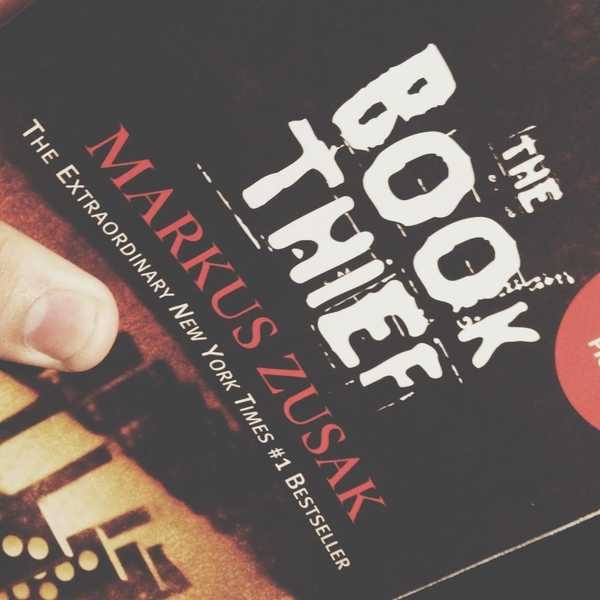 THE
BOOK
THIEF
MARKUS ZUSAK
THE EXTRAORDINARY NEW YORK TIMES #1 BESTSELLER